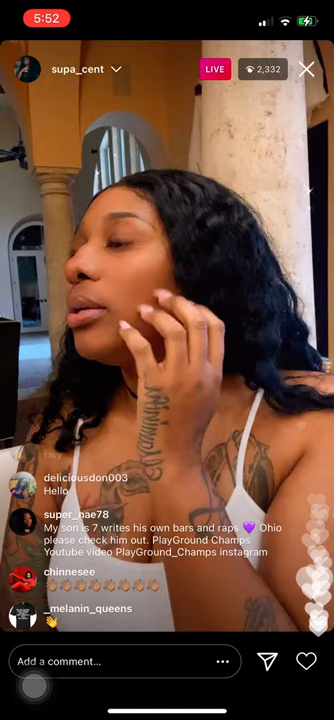 5:52
supa_cent
LIVE
2,332
Hey
deliciousdon003
Hello
super_nae78
My son is 7 writes his own bars and raps 💜 Ohio
please check him out. PlayGround Champs
Youtube video PlayGround_Champs instagram
chinnesee
👏🏼👏🏼👏🏼👏🏼👏🏼👏🏼👏🏼👏🏼👏🏼
_melanin_queens
👋
Add a comment...